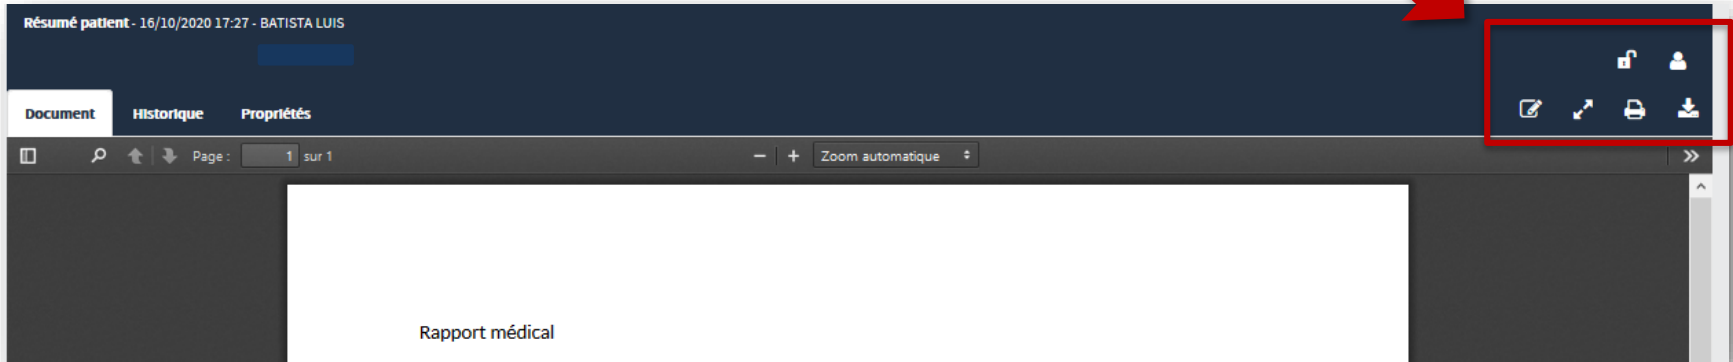 Résumé patient - 16/10/2020 17:27 - BATISTA LUIS
Document Historique Propriétés
Page : 1 sur 1 Zoom automatique
Rapport médical